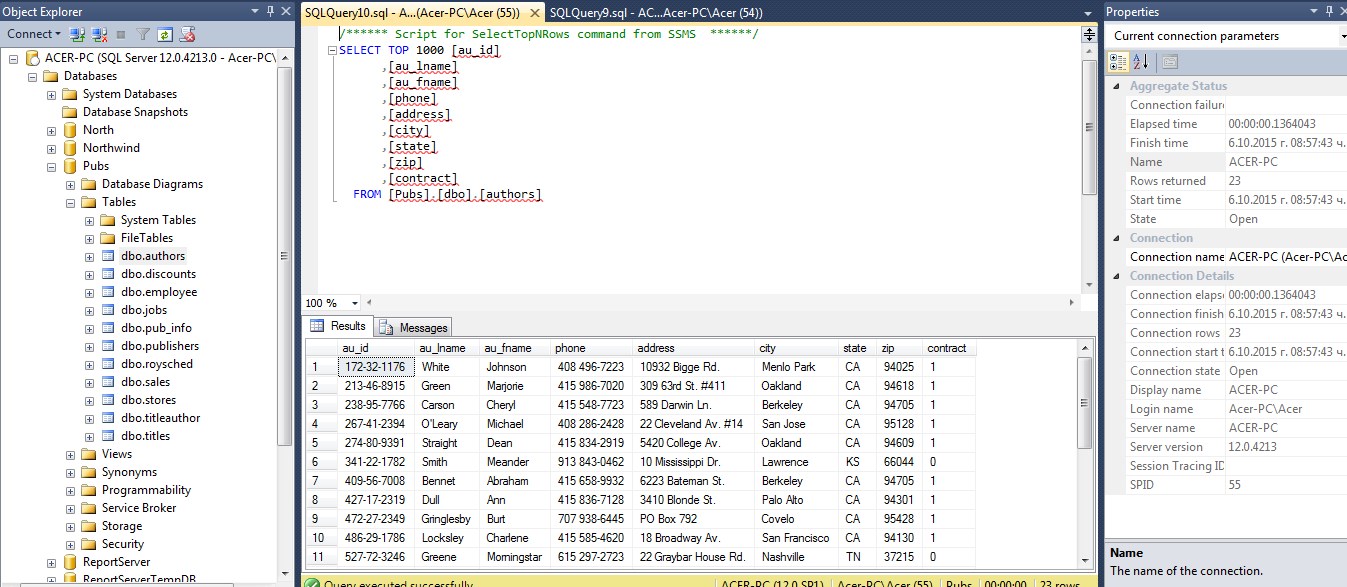 Object Explorer
Connect
ACER-PC (SQL Server 12.0.4213.0 - Acer-PC\
Databases
System Databases
Database Snapshots
North
Northwind
Pubs
Database Diagrams
Tables
System Tables
FileTables
dbo.authors
dbo.discounts
dbo.employee
dbo.jobs
dbo.pub_info
dbo.publishers
dbo.roysched
dbo.sales
dbo.stores
dbo.titleauthor
dbo.titles
Views
Synonyms
Programmability
Service Broker
Storage
Security
ReportServer
ReportServerTempDB
SQLQuery10.sql - A...(Acer-PC\Acer (55)) SQLQuery9.sql - AC...Acer-PC\Acer (54))
/****** Script for SelectTopNRows command from SSMS ******/
SELECT TOP 1000 [au_id]
,[au_lname]
,[au_fname]
,[phone]
,[address]
,[city]
,[state]
,[zip]
,[contract]
FROM [Pubs].[dbo].[authors]
100 %
Results Messages
au_id au_lname au_fname phone address city state zip contract
1 172-32-1176 White Johnson 408 496-7223 10932 Bigge Rd. Menlo Park CA 94025 1
2 213-46-8915 Green Marjorie 415 986-7020 309 63rd St. #411 Oakland CA 94618 1
3 238-95-7766 Carson Cheryl 415 548-7723 589 Darwin Ln. Berkeley CA 94705 1
4 267-41-2394 O'Leary Michael 408 286-2428 22 Cleveland Av. #14 San Jose CA 95128 1
5 274-80-9391 Straight Dean 415 834-2919 5420 College Av. Oakland CA 94609 1
6 341-22-1782 Smith Meander 913 843-0462 10 Mississippi Dr. Lawrence KS 66044 0
7 409-56-7008 Bennet Abraham 415 658-9932 6223 Bateman St. Berkeley CA 94705 1
8 427-17-2319 Dull Ann 415 836-7128 3410 Blonde St. Palo Alto CA 94301 1
9 472-27-2349 Gringlesby Burt 707 938-6445 PO Box 792 Covelo CA 95428 1
10 486-29-1786 Locksley Charlene 415 585-4620 18 Broadway Av. San Francisco CA 94130 1
11 527-72-3246 Greene Morningstar 615 297-2723 22 Graybar House Rd. Nashville TN 37215 0
Query executed successfully. ACER-PC (12.0 SP1) Acer-PC\Acer (55) Pubs 00:00:00 23 rows
Properties
Current connection parameters
Aggregate Status
Connection failure
Elapsed time 00:00:00.1364043
Finish time 6.10.2015 г. 08:57:43 ч.
Name ACER-PC
Rows returned 23
Start time 6.10.2015 г. 08:57:43 ч.
State Open
Connection
Connection name ACER-PC (Acer-PC\Ac
Connection Details
Connection elaps 00:00:00.1364043
Connection finish 6.10.2015 г. 08:57:43 ч.
Connection rows 23
Connection start t 6.10.2015 г. 08:57:43 ч.
Connection state Open
Display name ACER-PC
Login name Acer-PC\Acer
Server name ACER-PC
Server version 12.0.4213
Session Tracing ID
SPID 55
Name
The name of the connection.